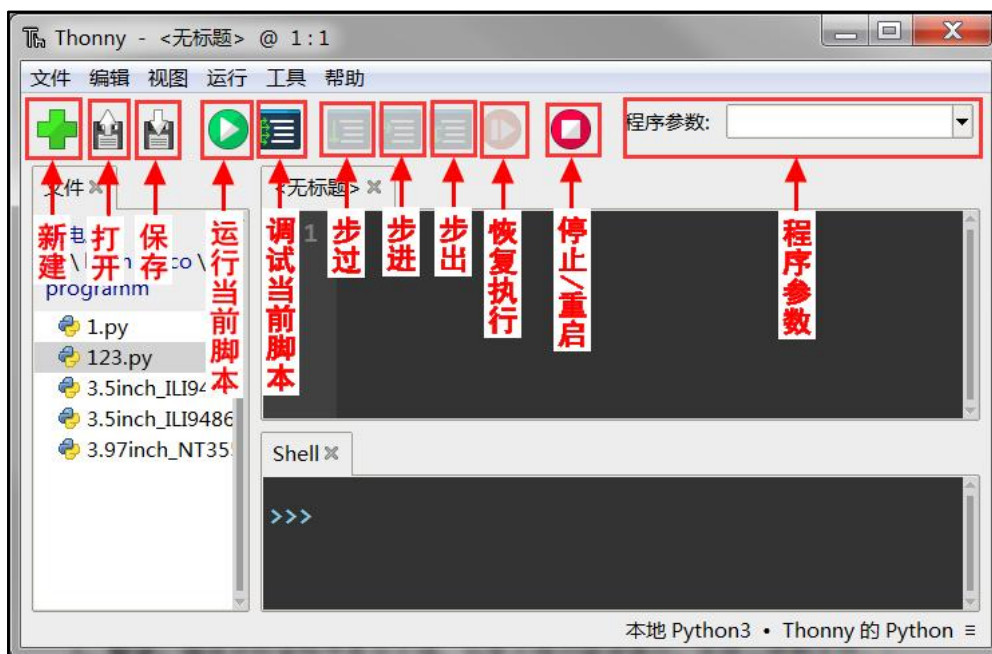 Thonny - <无标题> @ 1:1
文件 编辑 视图 运行 工具 帮助
程序参数:
文件
<无标题>
新建
打开
保存
运行当前脚本
调试当前脚本
步过
步进
步出
恢复执行
停止/重启
程序参数
1
programm
1.py
123.py
3.5inch_ILI94
3.5inch_ILI9486
3.97inch_NT35
Shell
>>>
本地 Python3 • Thonny 的 Python ≡